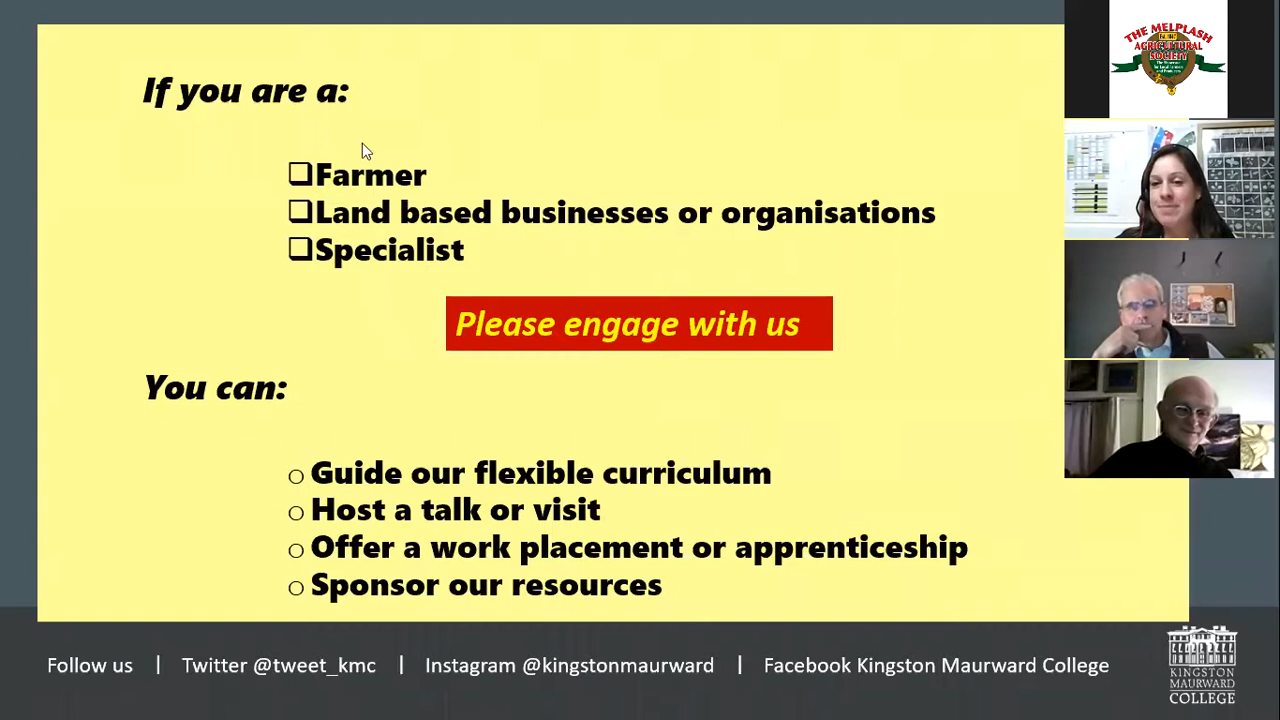 If you are a:
❑Farmer
❑Land based businesses or organisations
❑Specialist
Please engage with us
You can:
o Guide our flexible curriculum
o Host a talk or visit
o Offer a work placement or apprenticeship
o Sponsor our resources
Follow us | Twitter @tweet_kmc | Instagram @kingstonmaurward | Facebook Kingston Maurward College
KINGSTON
MAURWARD
COLLEGE
THE MELPLASH
AGRICULTURAL
SOCIETY